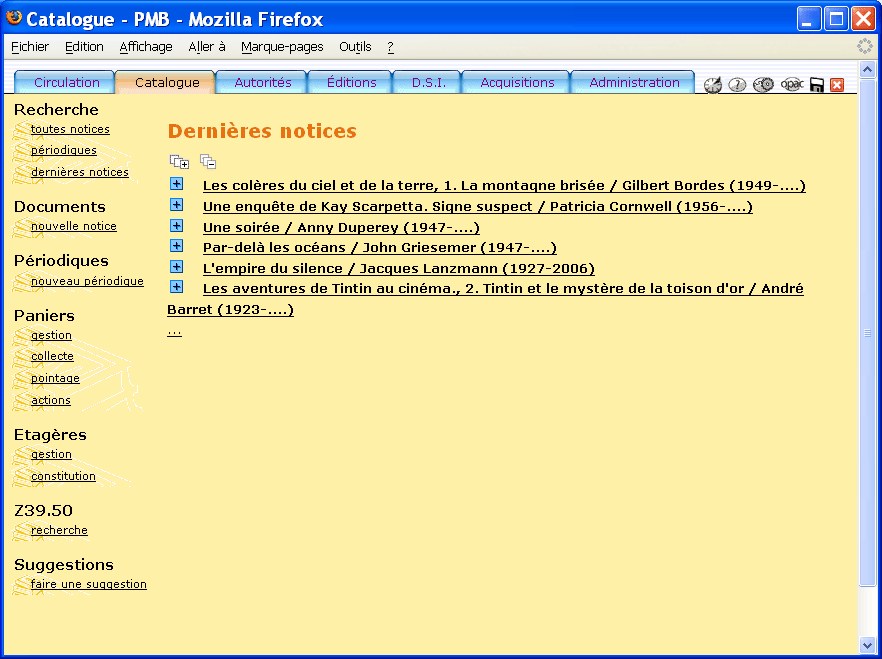 Catalogue - PMB - Mozilla Firefox
Fichier Edition Affichage Aller à Marque-pages Outils ?
Circulation Catalogue Autorités Éditions D.S.I. Acquisitions Administration opac
Recherche
toutes notices
périodiques
dernières notices
Documents
nouvelle notice
Périodiques
nouveau périodique
Paniers
gestion
collecte
pointage
actions
Etagères
gestion
constitution
Z39.50
recherche
Suggestions
faire une suggestion
Dernières notices
Les colères du ciel et de la terre, 1. La montagne brisée / Gilbert Bordes (1949-....)
Une enquête de Kay Scarpetta. Signe suspect / Patricia Cornwell (1956-....)
Une soirée / Anny Duperey (1947-....)
Par-delà les océans / John Griesemer (1947-....)
L'empire du silence / Jacques Lanzmann (1927-2006)
Les aventures de Tintin au cinéma., 2. Tintin et le mystère de la toison d'or / André
Barret (1923-....)
...